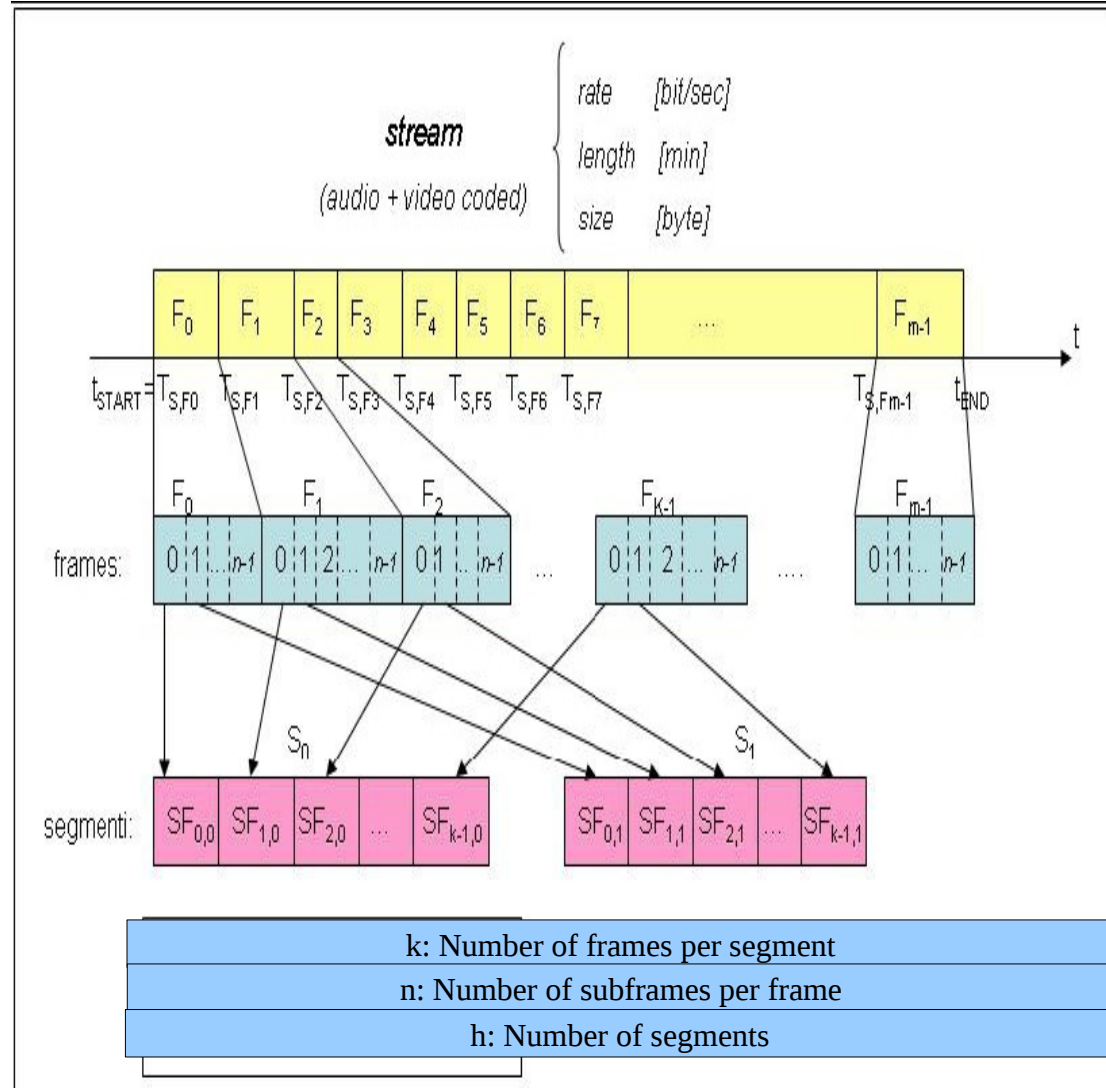 stream
(audio + video coded)
rate [bit/sec]
length [min]
size [byte]
F0 F1 F2 F3 F4 F5 F6 F7 ... Fm-1
t
tSTART = TS,F0 TS,F1 TS,F2 TS,F3 TS,F4 TS,F5 TS,F6 TS,F7 TS,Fm-1 tEND
F0 F1 F2 FK-1 Fm-1
frames: 0 1 ... n-1 0 1 2 ... n-1 0 1 .. n-1 ... 0 1 2 ... n-1 .... 0 1 ... n-1
Sn S1
segmenti: SF0,0 SF1,0 SF2,0 ... SFk-1,0 SF0,1 SF1,1 SF2,1 ... SFk-1,1
k: Number of frames per segment
n: Number of subframes per frame
h: Number of segments